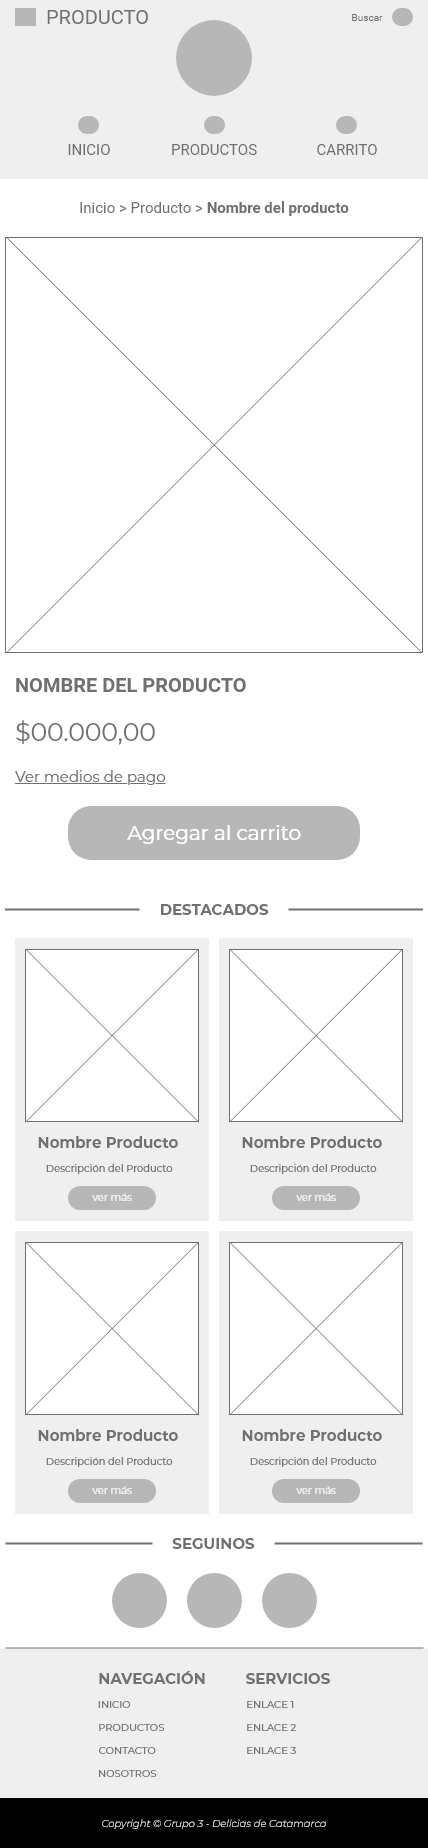 PRODUCTO
Buscar
INICIO
PRODUCTOS
CARRITO
Inicio > Producto > Nombre del producto
NOMBRE DEL PRODUCTO
$00.000,00
Ver medios de pago
Agregar al carrito
DESTACADOS
Nombre Producto
Descripción del Producto
ver más
Nombre Producto
Descripción del Producto
ver más
Nombre Producto
Descripción del Producto
ver más
Nombre Producto
Descripción del Producto
ver más
SEGUINOS
NAVEGACIÓN
INICIO
PRODUCTOS
CONTACTO
NOSOTROS
SERVICIOS
ENLACE 1
ENLACE 2
ENLACE 3
Copyright © Grupo 3 - Delicias de Catamarca